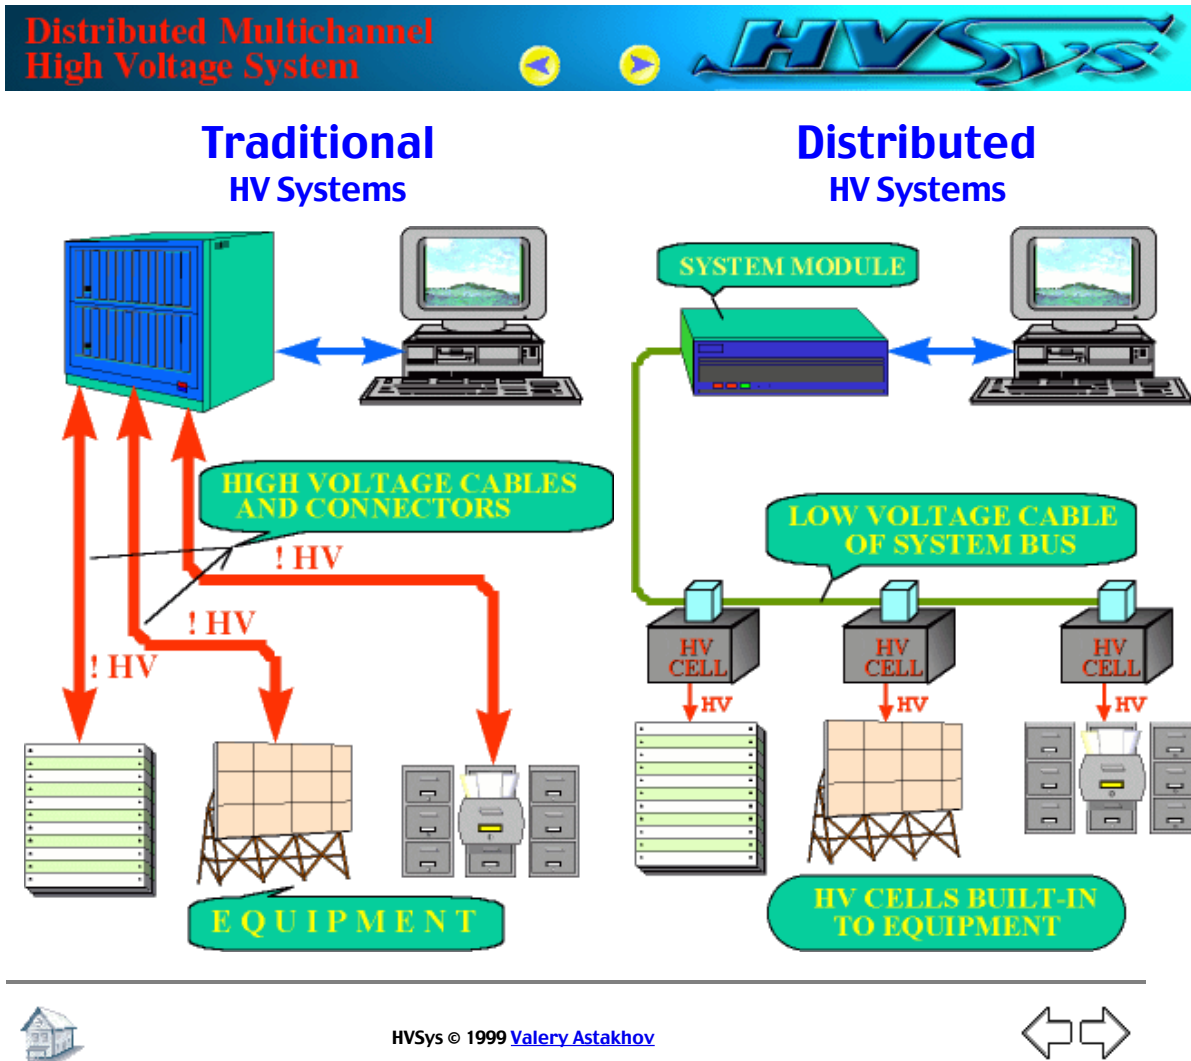 Distributed Multichannel
High Voltage System
HVSys
Traditional
HV Systems
Distributed
HV Systems
SYSTEM MODULE
HIGH VOLTAGE CABLES
AND CONNECTORS
LOW VOLTAGE CABLE
OF SYSTEM BUS
! HV
! HV
! HV
HV
CELL
HV
CELL
HV
CELL
HV
HV
HV
EQUIPMENT
HV CELLS BUILT-IN
TO EQUIPMENT
HVSys © 1999 Valery Astakhov